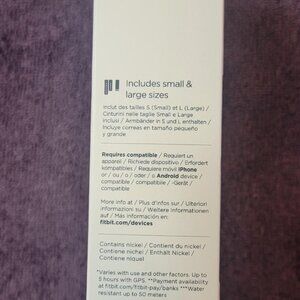 Includes small &
large sizes
Inclut des tailles S (Small) et L (Large) /
Cinturini nelle taglie Small e Large
inclusi / Armbänder in S und L enthalten /
Incluye correas en tamaño pequeño
y grande
Requires compatible / Requiert un
appareil / Richiede dispositivo / Erfordert
kompatibles / Requiere móvil iPhone
or / ou / o / oder / o Android device /
compatible / compatibile / -Gerät /
compatible
More info at / Plus d'infos sur / Ulteriori
informazioni su / Weitere Informationen
auf / Más información en:
fitbit.com/devices
Contains nickel / Contient du nickel /
Contiene nichel / Enthält Nickel /
Contiene níquel
*Varies with use and other factors. Up to
5 hours with GPS. **Payment availability
at fitbit.com/fitbit-pay/banks ***Water
resistant up to 50 meters